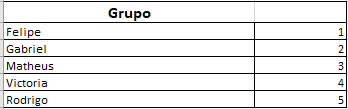 Grupo
Felipe 1
Gabriel 2
Matheus 3
Victoria 4
Rodrigo 5